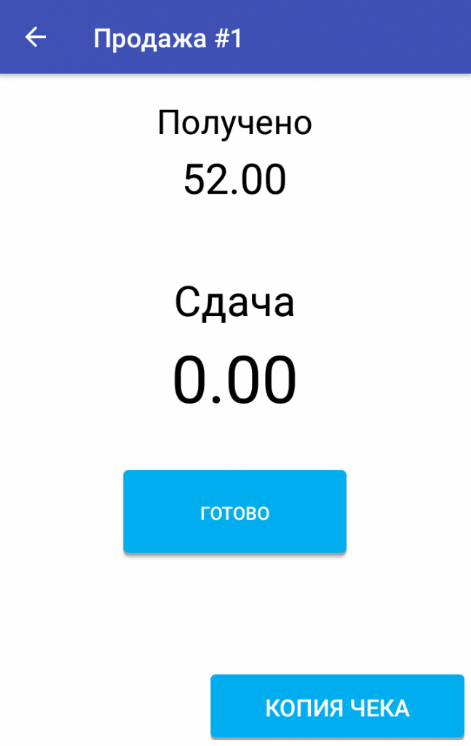 Продажа #1
Получено
52.00
Сдача
0.00
ГОТОВО
КОПИЯ ЧЕКА